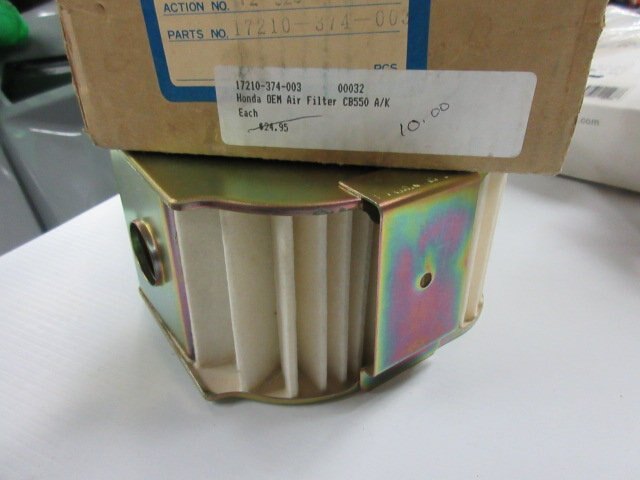 ACTION NO.
PARTS NO. 17210-374-003
PCS
17210-374-003 00032
Honda OEM Air Filter CB550 A/K
Each
$24.95
10.00
.com